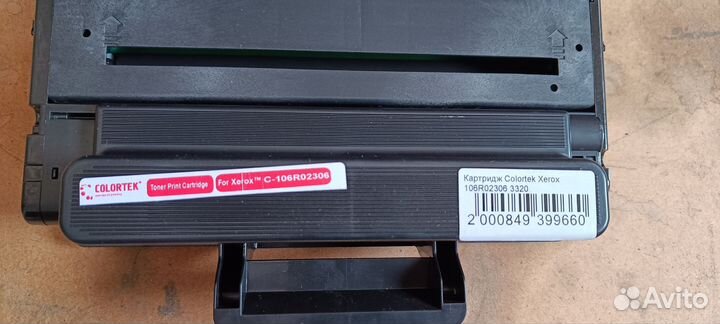 COLORTEK
Toner Print Cartridge
For Xerox™ C-106R02306
Картридж Colortek Xerox
106R02306 3320
2 000849 399660
Avito